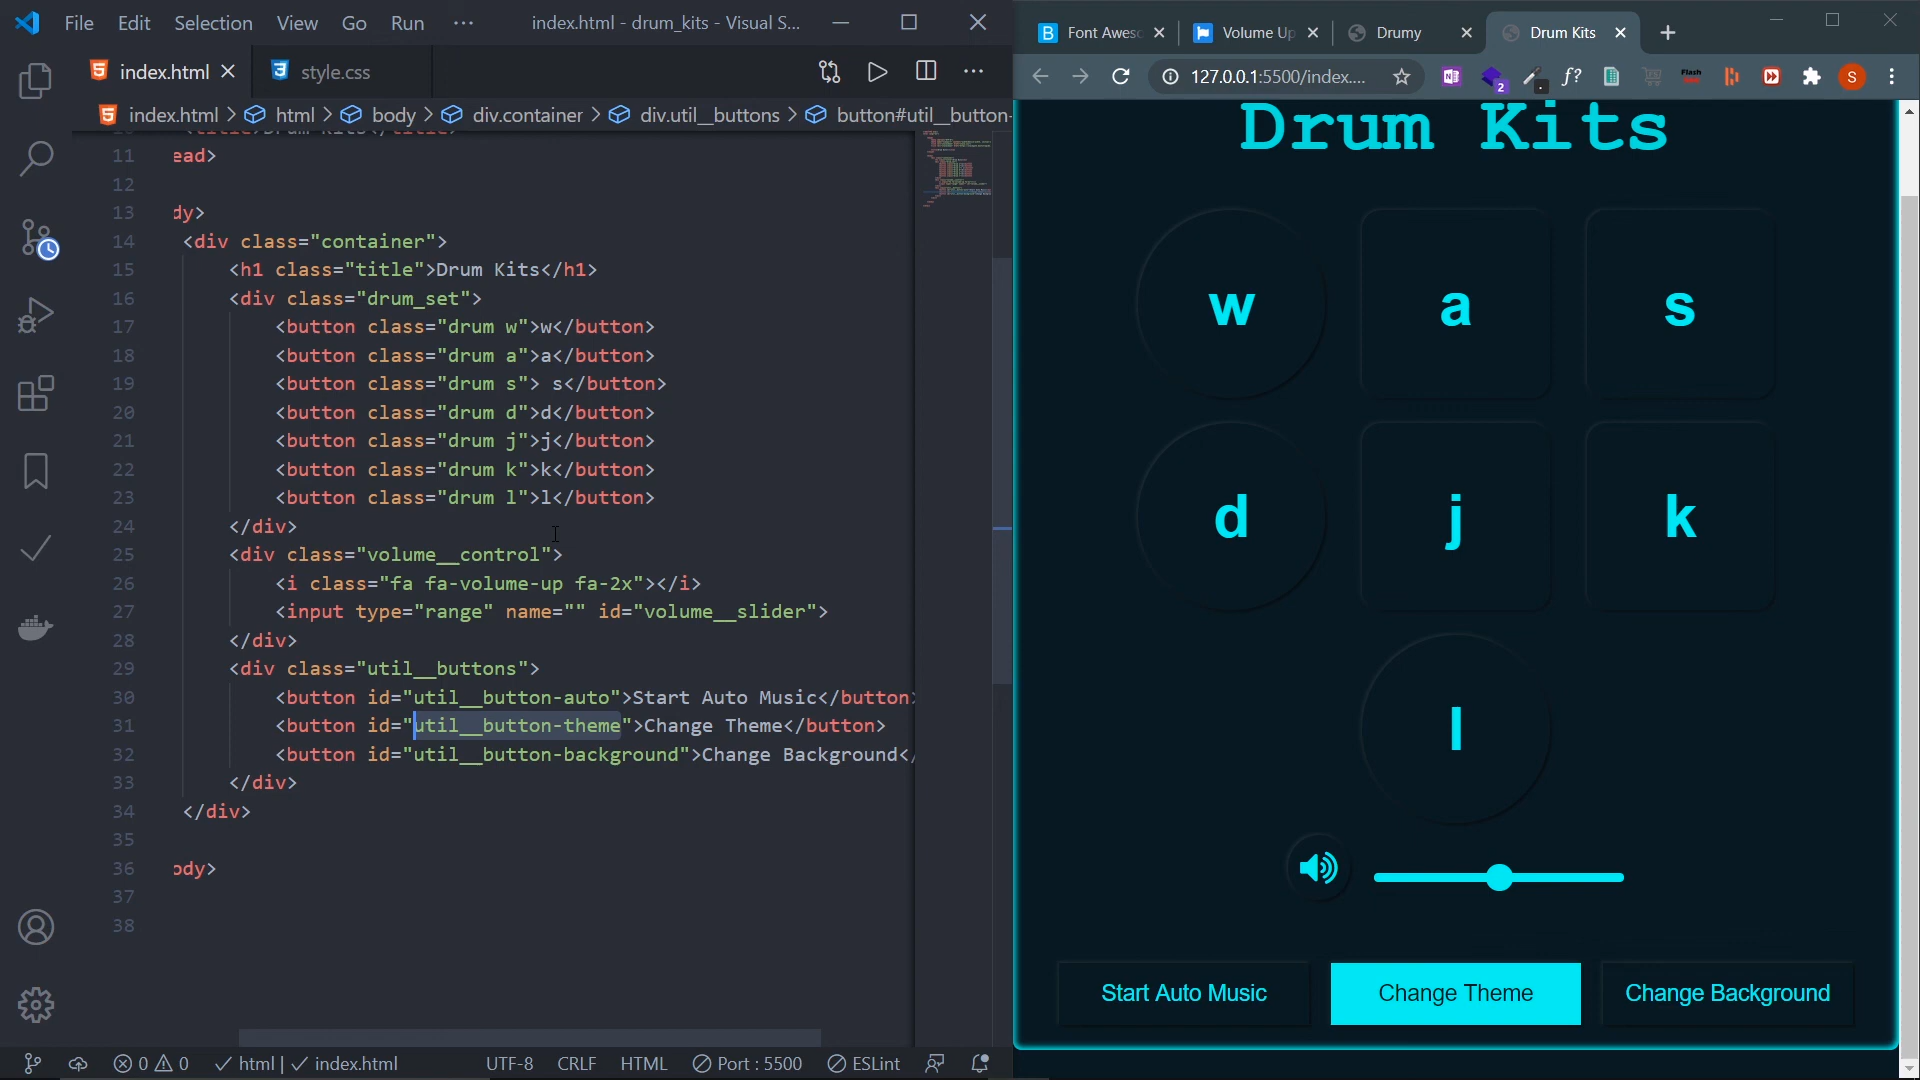 File Edit Selection View Go Run ··· index.html - drum_kits - Visual S...
index.html style.css
index.html > html > body > div.container > div.util__buttons > button#util__button-
10 <title>Drum Kits</title>
11 ead>
12
13 dy>
14 <div class="container">
15 <h1 class="title">Drum Kits</h1>
16 <div class="drum_set">
17 <button class="drum w">w</button>
18 <button class="drum a">a</button>
19 <button class="drum s"> s</button>
20 <button class="drum d">d</button>
21 <button class="drum j">j</button>
22 <button class="drum k">k</button>
23 <button class="drum l">l</button>
24 </div>
25 <div class="volume__control">
26 <i class="fa fa-volume-up fa-2x"></i>
27 <input type="range" name="" id="volume__slider">
28 </div>
29 <div class="util__buttons">
30 <button id="util__button-auto">Start Auto Music</button>
31 <button id="util__button-theme">Change Theme</button>
32 <button id="util__button-background">Change Background</
33 </div>
34 </div>
35
36 ody>
37
38
0 0 html | index.html UTF-8 CRLF HTML Port : 5500 ESLint
B Font Awes Volume Up Drumy Drum Kits
127.0.0.1:5500/index.... 2 f? Flash S
Drum Kits
w a s
d j k
l
Start Auto Music Change Theme Change Background